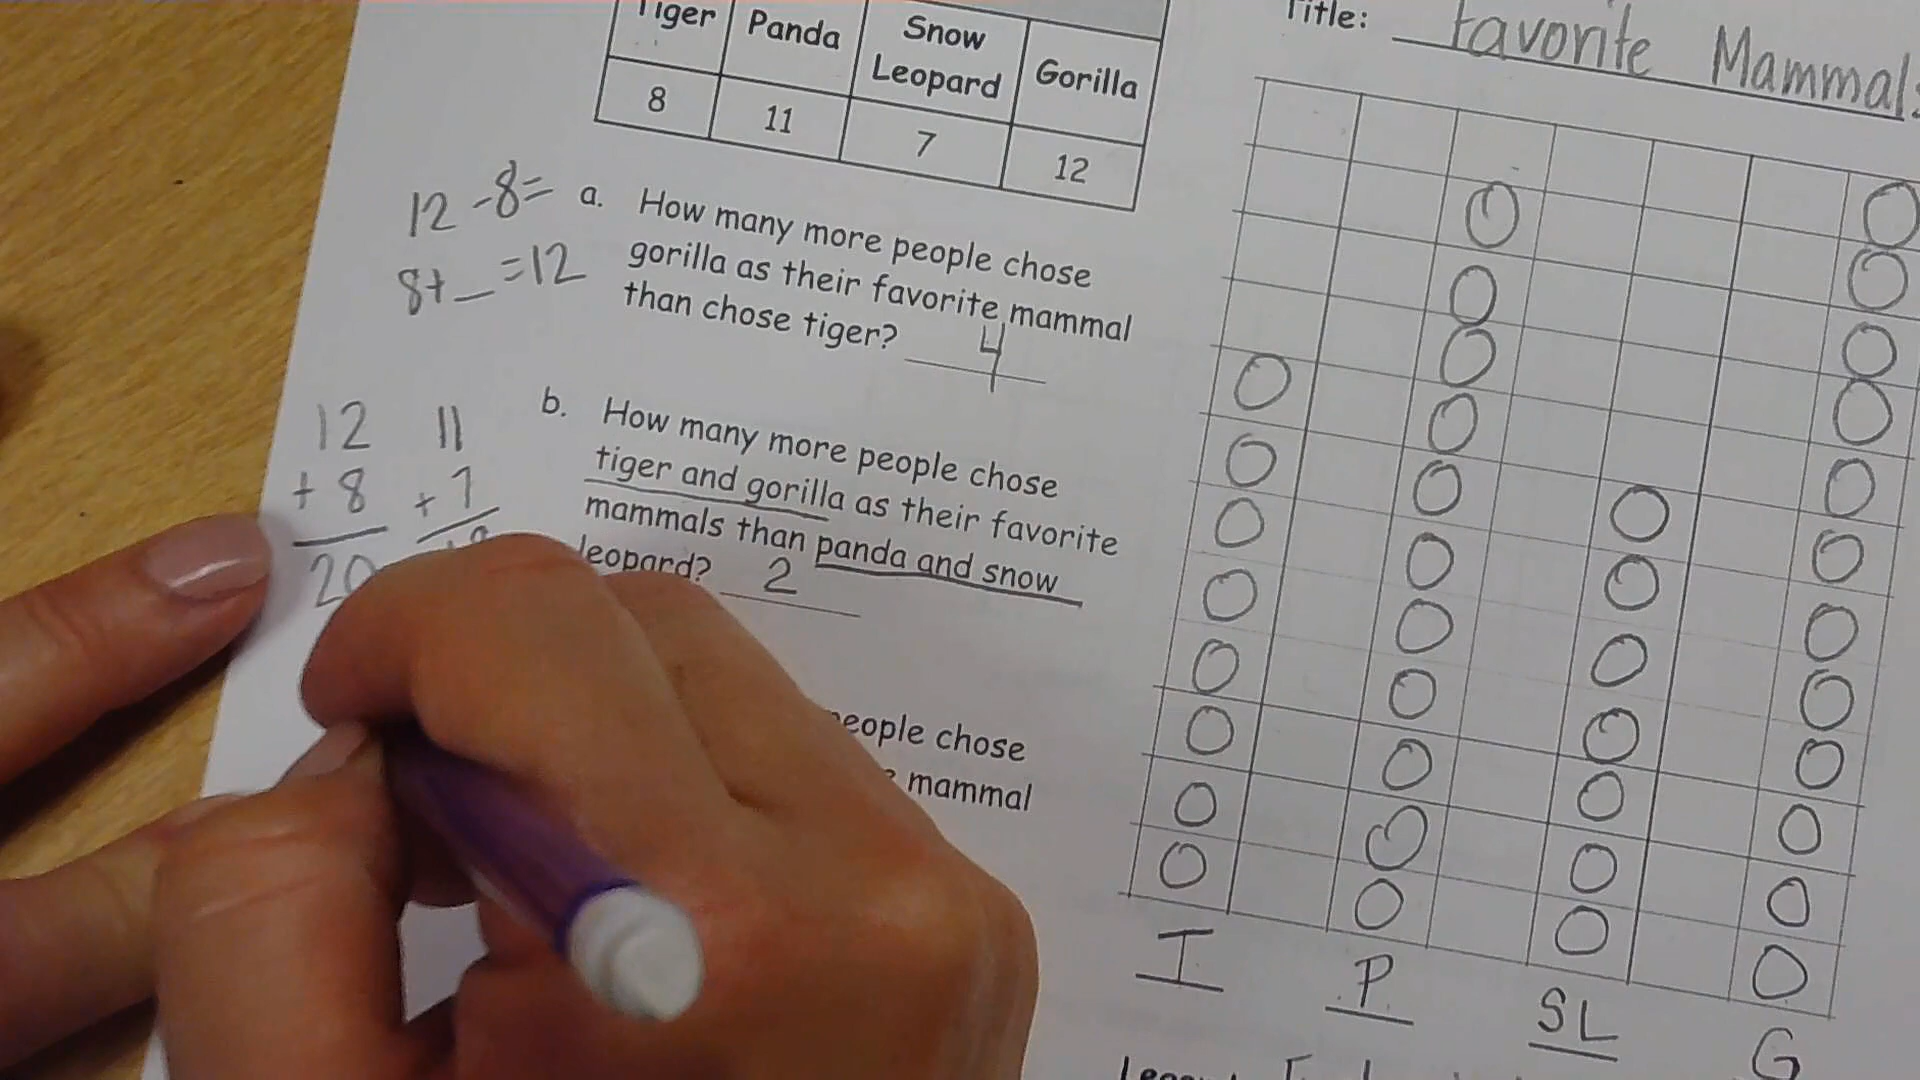 Tiger Panda Snow Leopard Gorilla
8 11 7 12
Title: Favorite Mammals
12 -8=
8+_=12
a. How many more people chose
gorilla as their favorite mammal
than chose tiger? 4
12 11
+ 8 + 7
20
b. How many more people chose
tiger and gorilla as their favorite
mammals than panda and snow
leopard? 2
people chose
mammal
T P SL G